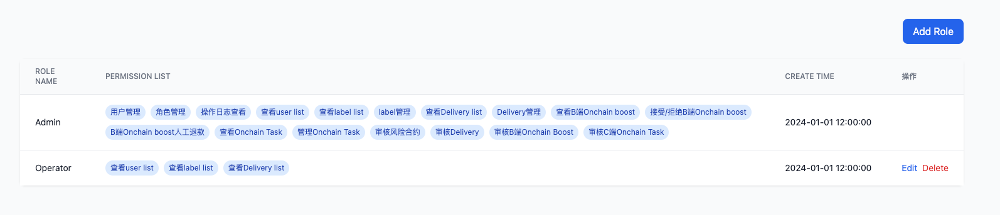 Add Role
ROLE NAME PERMISSION LIST CREATE TIME 操作
Admin
用户管理 角色管理 操作日志查看 查看user list 查看label list label管理 查看Delivery list Delivery管理 查看B端Onchain boost 接受/拒绝B端Onchain boost
B端Onchain boost人工退款 查看Onchain Task 管理Onchain Task 审核风险合约 审核Delivery 审核B端Onchain Boost 审核C端Onchain Task
2024-01-01 12:00:00
Operator 查看user list 查看label list 查看Delivery list 2024-01-01 12:00:00 Edit Delete